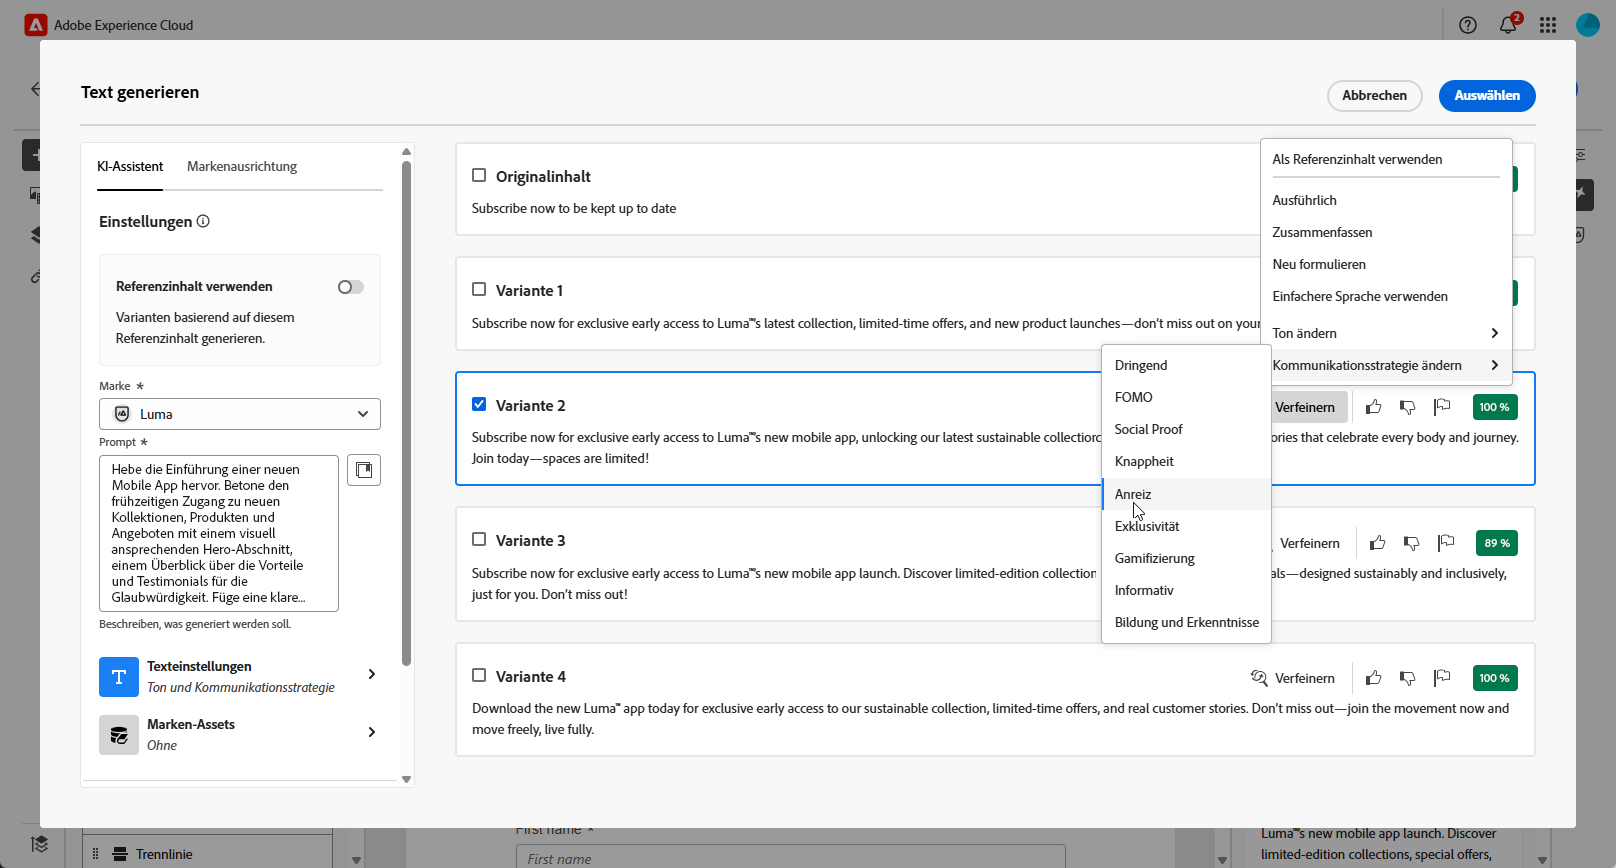 Adobe Experience Cloud
2
Text generieren
Abbrechen
Auswählen
KI-Assistent
Markenausrichtung
Einstellungen
Referenzinhalt verwenden
Varianten basierend auf diesem
Referenzinhalt generieren.
Marke *
Luma
Prompt *
Hebe die Einführung einer neuen
Mobile App hervor. Betone den
frühzeitigen Zugang zu neuen
Kollektionen, Produkten und
Angeboten mit einem visuell
ansprechenden Hero-Abschnitt,
einem Überblick über die Vorteile
und Testimonials für die
Glaubwürdigkeit. Füge eine klare...
Beschreiben, was generiert werden soll.
Texteinstellungen
Ton und Kommunikationsstrategie
Marken-Assets
Ohne
Originalinhalt
Subscribe now to be kept up to date
Variante 1
Subscribe now for exclusive early access to Luma™'s latest collection, limited-time offers, and new product launches—don't miss out on your
Variante 2
Verfeinern
100 %
Subscribe now for exclusive early access to Luma™'s new mobile app, unlocking our latest sustainable
ories that celebrate every body and journey.
Join today—spaces are limited!
Variante 3
Verfeinern
89 %
Subscribe now for exclusive early access to Luma™'s new mobile app launch. Discover limited-edition collection
als—designed sustainably and inclusively,
just for you. Don't miss out!
Variante 4
Verfeinern
100 %
Download the new Luma™ app today for exclusive early access to our sustainable collection, limited-time offers, and real customer stories. Don't miss out—join the movement now and
move freely, live fully.
Als Referenzinhalt verwenden
Ausführlich
Zusammenfassen
Neu formulieren
Einfachere Sprache verwenden
Ton ändern
Kommunikationsstrategie ändern
Dringend
FOMO
Social Proof
Knappheit
Anreiz
Exklusivität
Gamifizierung
Informativ
Bildung und Erkenntnisse
Trennlinie
First name *
First name
Luma™'s new mobile app launch. Discover
limited-edition collections, special offers,